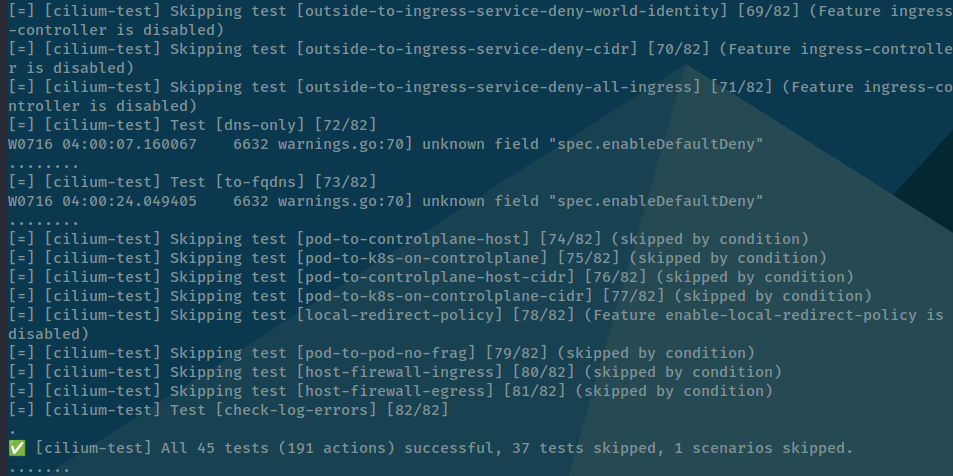 [=] [cilium-test] Skipping test [outside-to-ingress-service-deny-world-identity] [69/82] (Feature ingress
-controller is disabled)
[=] [cilium-test] Skipping test [outside-to-ingress-service-deny-cidr] [70/82] (Feature ingress-controlle
r is disabled)
[=] [cilium-test] Skipping test [outside-to-ingress-service-deny-all-ingress] [71/82] (Feature ingress-co
ntroller is disabled)
[=] [cilium-test] Test [dns-only] [72/82]
W0716 04:00:07.160067    6632 warnings.go:70] unknown field "spec.enableDefaultDeny"
........
[=] [cilium-test] Test [to-fqdns] [73/82]
W0716 04:00:24.049405    6632 warnings.go:70] unknown field "spec.enableDefaultDeny"
........
[=] [cilium-test] Skipping test [pod-to-controlplane-host] [74/82] (skipped by condition)
[=] [cilium-test] Skipping test [pod-to-k8s-on-controlplane] [75/82] (skipped by condition)
[=] [cilium-test] Skipping test [pod-to-controlplane-host-cidr] [76/82] (skipped by condition)
[=] [cilium-test] Skipping test [pod-to-k8s-on-controlplane-cidr] [77/82] (skipped by condition)
[=] [cilium-test] Skipping test [local-redirect-policy] [78/82] (Feature enable-local-redirect-policy is
disabled)
[=] [cilium-test] Skipping test [pod-to-pod-no-frag] [79/82] (skipped by condition)
[=] [cilium-test] Skipping test [host-firewall-ingress] [80/82] (skipped by condition)
[=] [cilium-test] Skipping test [host-firewall-egress] [81/82] (skipped by condition)
[=] [cilium-test] Test [check-log-errors] [82/82]
.
✅ [cilium-test] All 45 tests (191 actions) successful, 37 tests skipped, 1 scenarios skipped.
.......